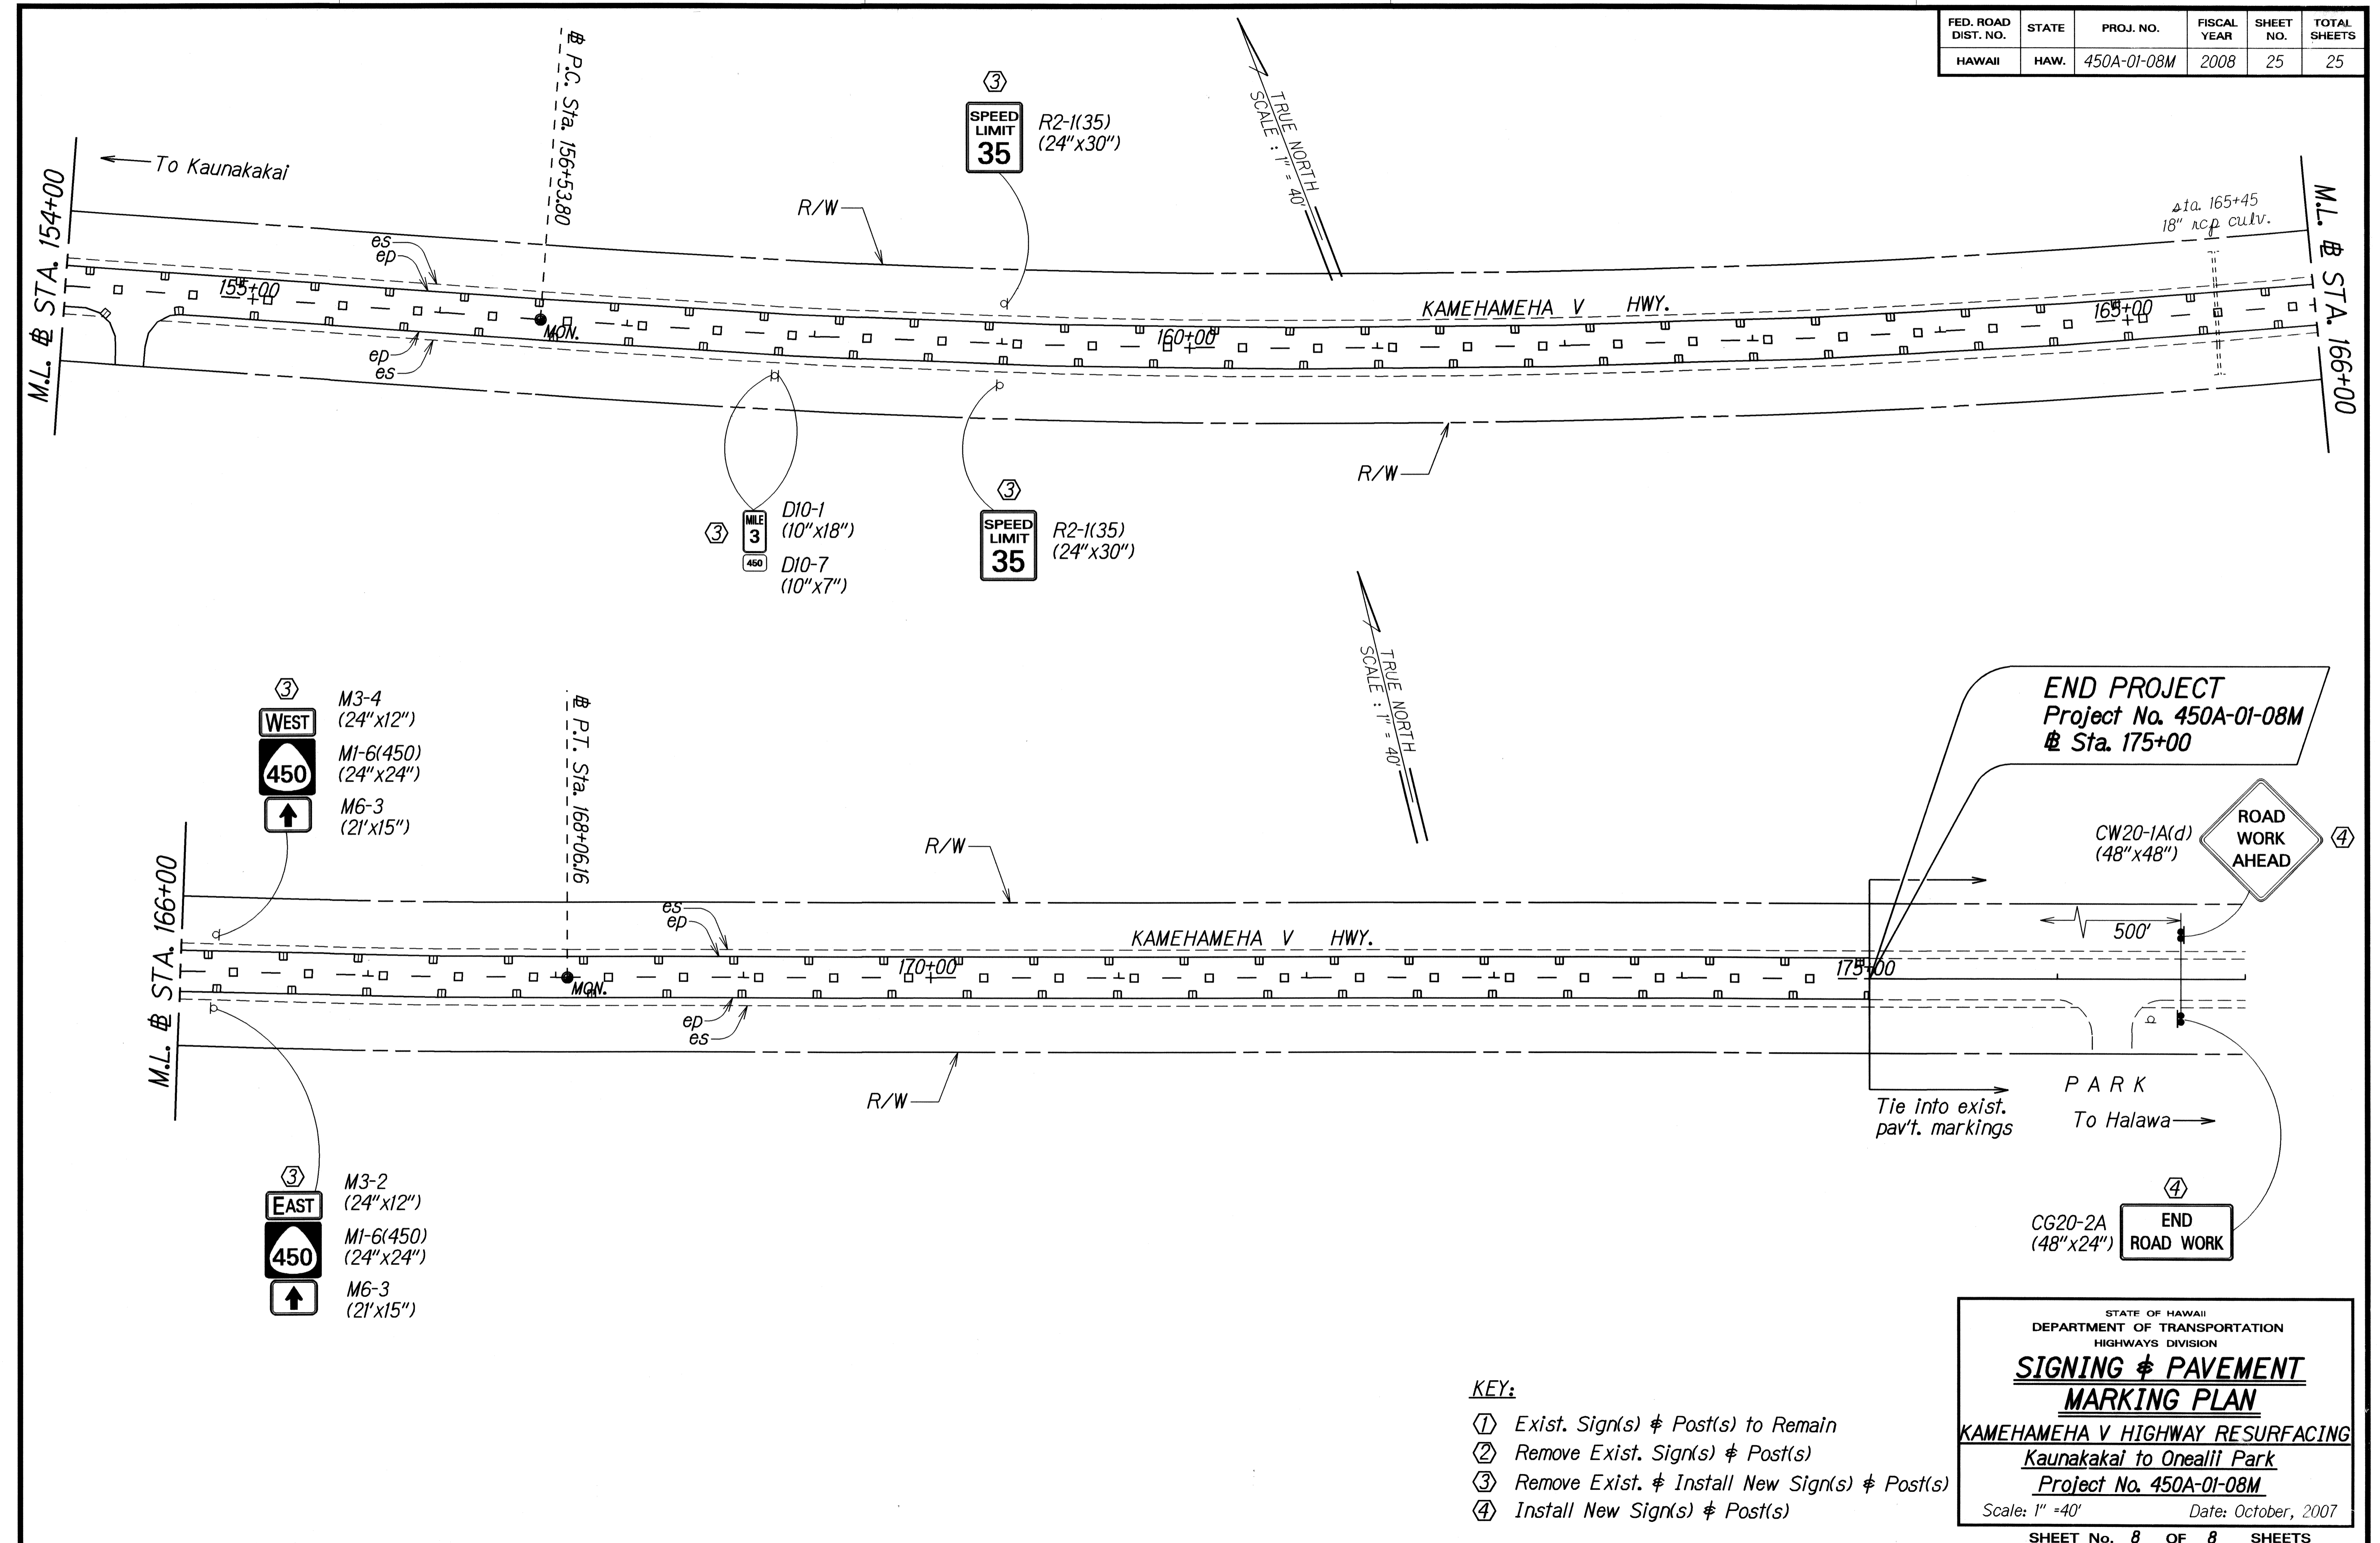 FED. ROAD DIST. NO. STATE PROJ. NO. FISCAL YEAR SHEET NO. TOTAL SHEETS
HAWAII HAW. 450A-01-08M 2008 25 25
℄ P.C. Sta. 156+53.80
3
SPEED
LIMIT
35
R2-1(35)
(24"x30")
TRUE NORTH
SCALE : 1" = 40'
To Kaunakakai
M.L. ℄ STA. 154+00
R/W
sta. 165+45
18" rcp culv.
M.L. ℄ STA. 166+00
es
ep
155+00
MON.
KAMEHAMEHA V HWY.
160+00
165+00
ep
es
R/W
3
MILE
3
450
D10-1
(10"x18")
D10-7
(10"x7")
3
SPEED
LIMIT
35
R2-1(35)
(24"x30")
TRUE NORTH
SCALE : 1" = 40'
3
WEST
450
M3-4
(24"x12")
M1-6(450)
(24"x24")
M6-3
(21'x15")
℄ P.T. Sta. 168+06.16
END PROJECT
Project No. 450A-01-08M
℄ Sta. 175+00
ROAD
WORK
AHEAD
4
CW20-1A(d)
(48"x48")
R/W
M.L. ℄ STA. 166+00
es
ep
KAMEHAMEHA V HWY.
500'
MON.
170+00
175+00
ep
es
R/W
Tie into exist.
pav't. markings
PARK
To Halawa
3
EAST
450
M3-2
(24"x12")
M1-6(450)
(24"x24")
M6-3
(21'x15")
4
CG20-2A
(48"x24")
END
ROAD WORK
KEY:
1 Exist. Sign(s) & Post(s) to Remain
2 Remove Exist. Sign(s) & Post(s)
3 Remove Exist. & Install New Sign(s) & Post(s)
4 Install New Sign(s) & Post(s)
STATE OF HAWAII
DEPARTMENT OF TRANSPORTATION
HIGHWAYS DIVISION
SIGNING & PAVEMENT
MARKING PLAN
KAMEHAMEHA V HIGHWAY RESURFACING
Kaunakakai to Onealii Park
Project No. 450A-01-08M
Scale: 1" =40' Date: October, 2007
SHEET No. 8 OF 8 SHEETS